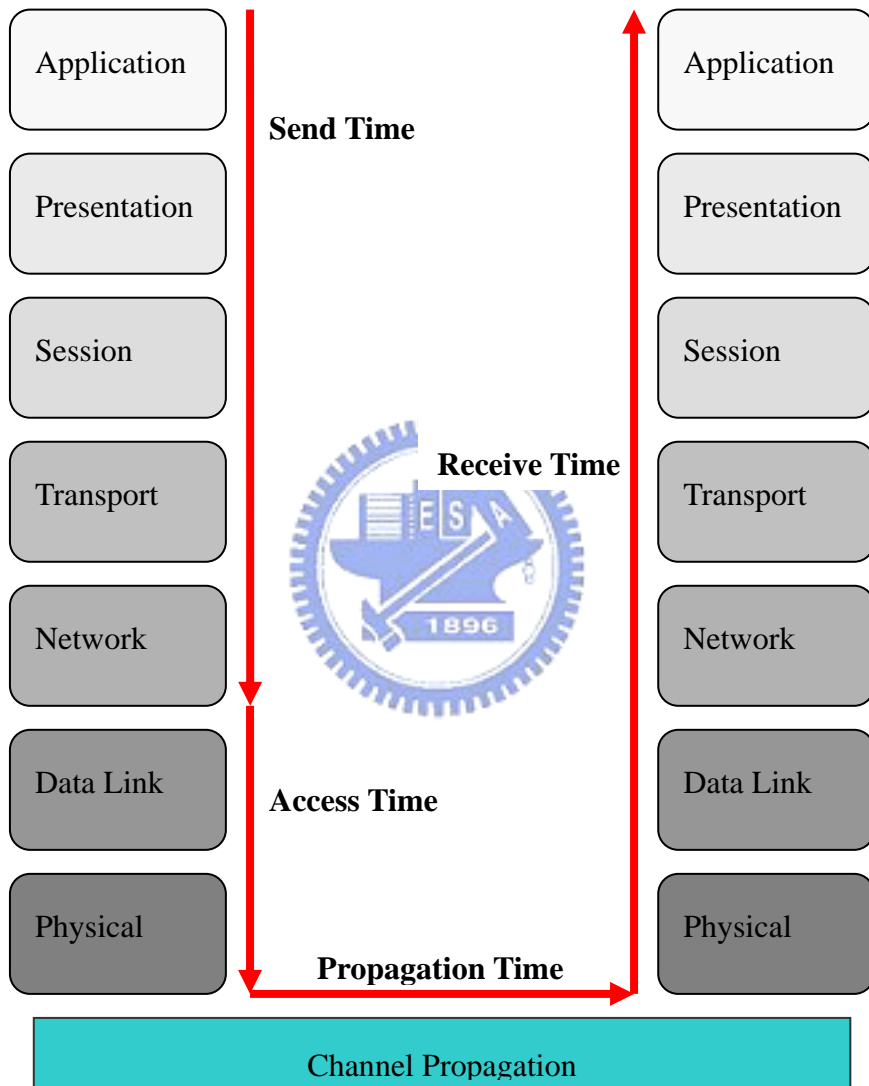 Application
Application
Send Time
Presentation
Presentation
Session
Session
Receive Time
Transport
Transport
E S A
1896
Network
Network
Data Link
Data Link
Access Time
Physical
Physical
Propagation Time
Channel Propagation